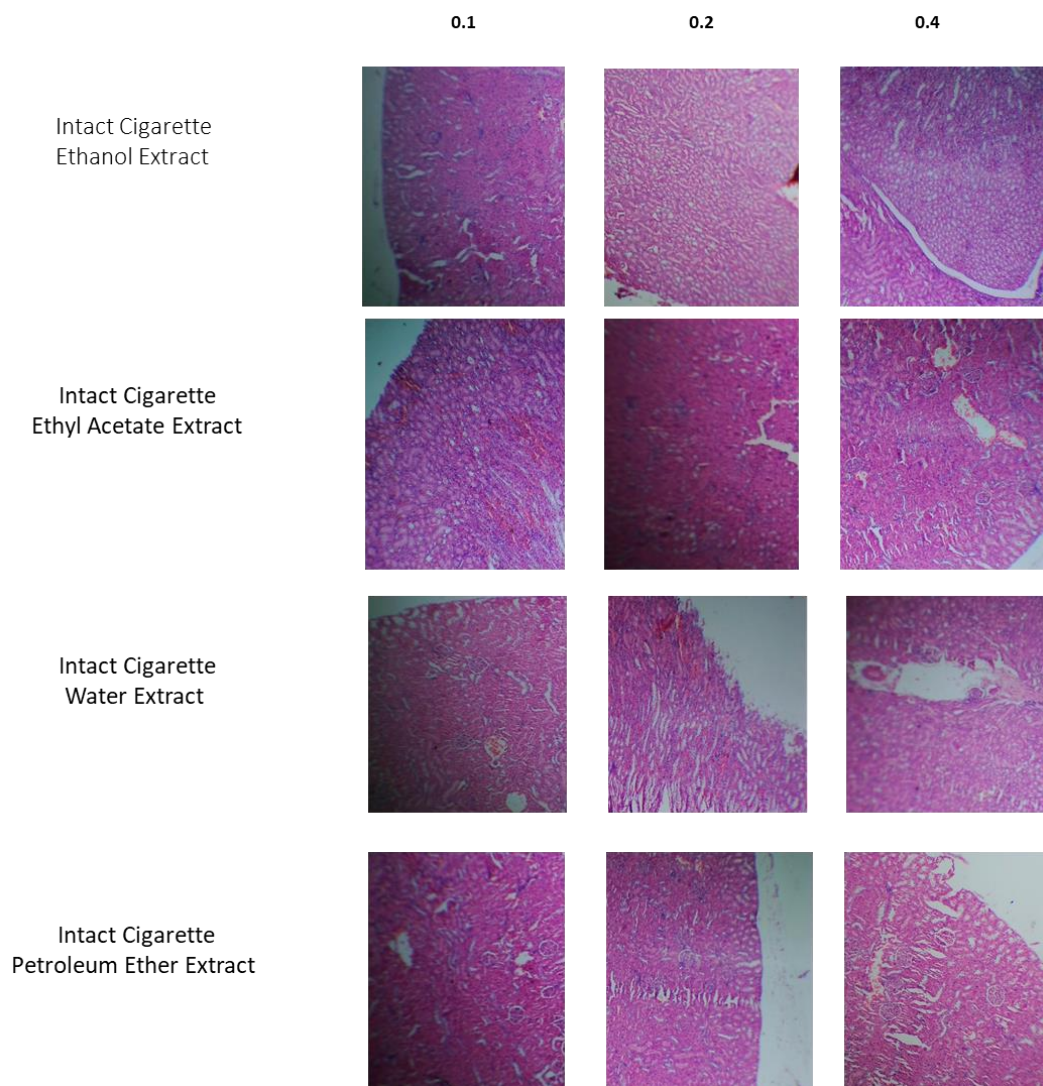 0.1 0.2 0.4
Intact Cigarette
Ethanol Extract
Intact Cigarette
Ethyl Acetate Extract
Intact Cigarette
Water Extract
Intact Cigarette
Petroleum Ether Extract